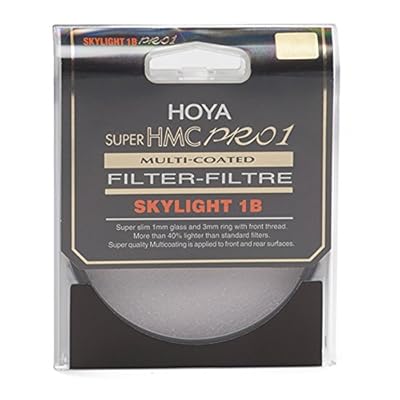 SKYLIGHT 1B PRO1
HOYA
SUPER HMC PRO1
MULTI-COATED
FILTER-FILTRE
SKYLIGHT 1B
Super slim 1mm glass and 3mm ring with front thread.
More than 40% lighter than standard filters.
Super quality Multicoating is applied to front and rear surfaces.